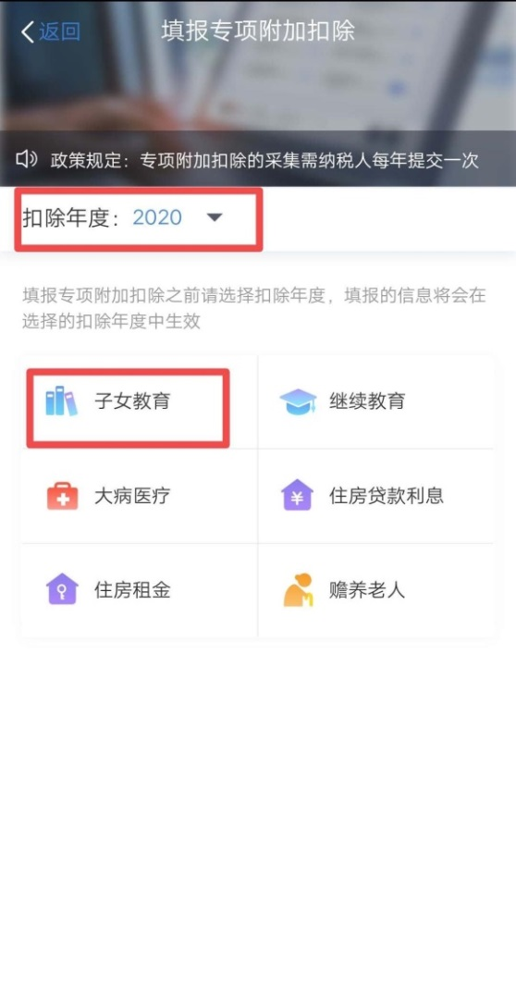 返回
填报专项附加扣除
政策规定：专项附加扣除的采集需纳税人每年提交一次
扣除年度：2020
填报专项附加扣除之前请选择扣除年度，填报的信息将会在
选择的扣除年度中生效
子女教育
继续教育
大病医疗
住房贷款利息
住房租金
赡养老人